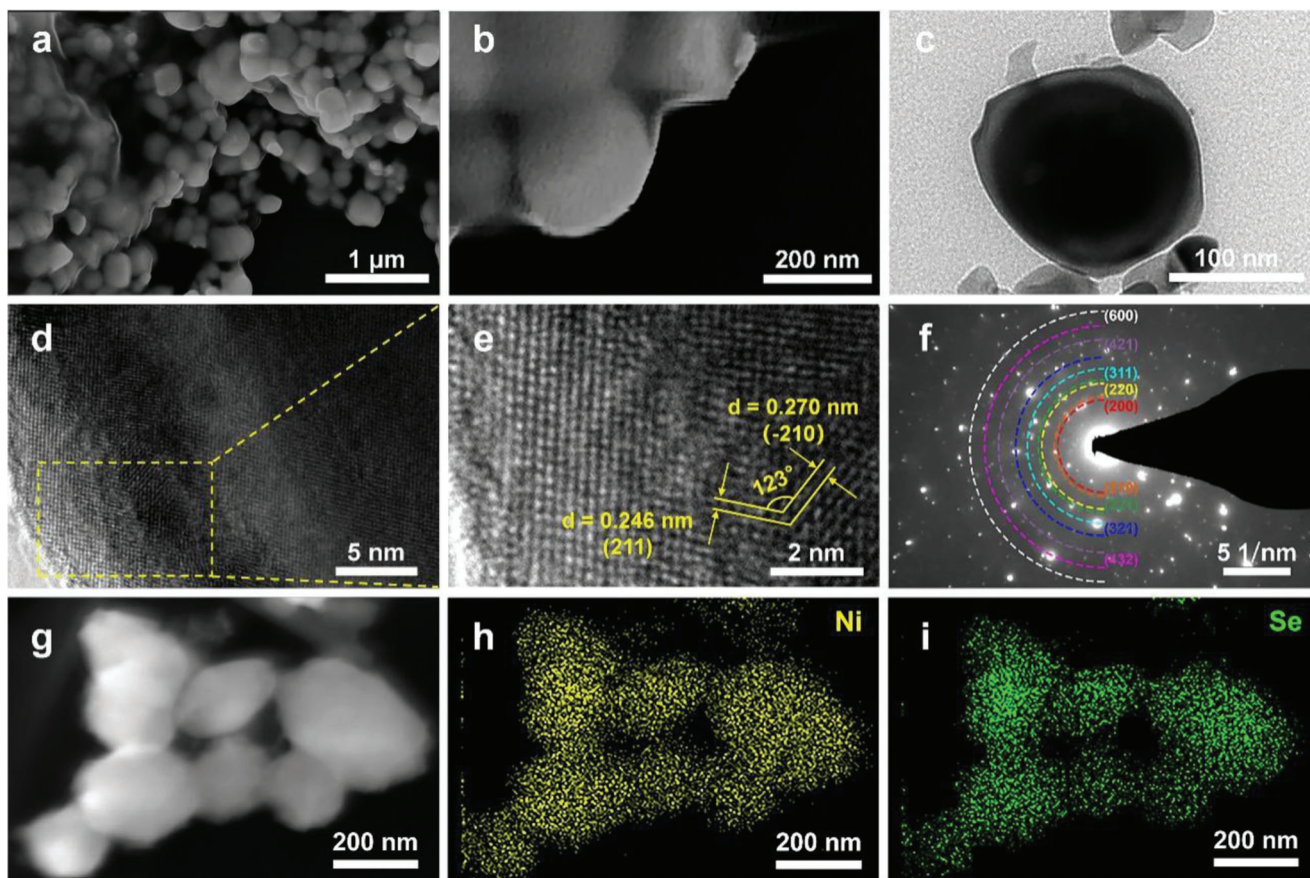 a
1 µm
b
200 nm
c
100 nm
d
5 nm
e
d = 0.270 nm
(-210)
123°
d = 0.246 nm
(211)
2 nm
f
(600)
(421)
(311)
(220)
(200)
(321)
(432)
5 1/nm
g
200 nm
h
Ni
200 nm
i
Se
200 nm